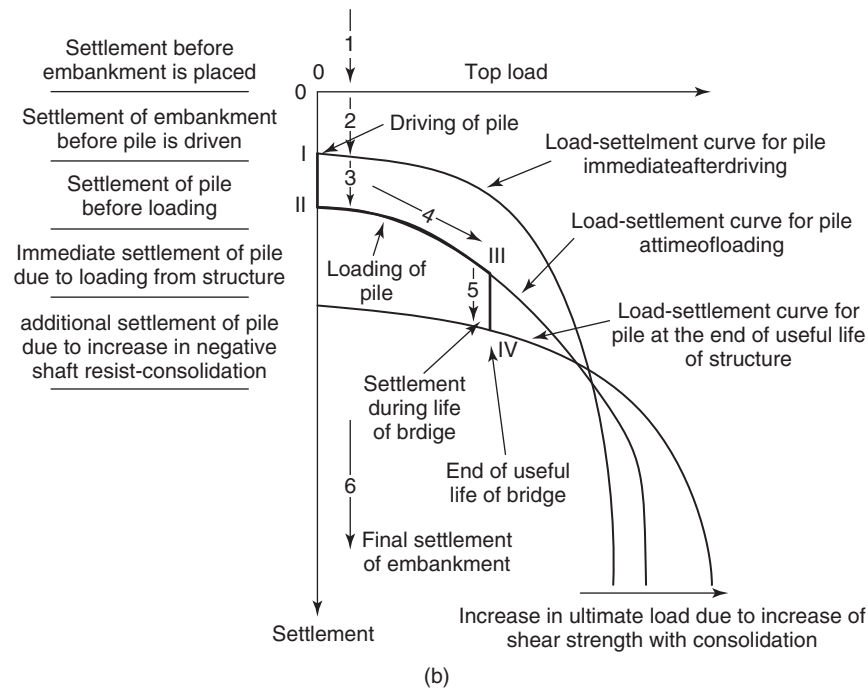 Settlement before
embankment is placed
Settlement of embankment
before pile is driven
Settlement of pile
before loading
Immediate settlement of pile
due to loading from structure
additional settlement of pile
due to increase in negative
shaft resist-consolidation
1
0
Top load
0
2
Driving of pile
I
3
II
4
Load-settelment curve for pile
immediateafterdriving
Load-settlement curve for pile
attimeofloading
III
Loading of
pile
5
Load-settlement curve for
pile at the end of useful life
of structure
IV
Settlement
during life
of brdige
End of useful
life of bridge
6
Final settlement
of embankment
Settlement
Increase in ultimate load due to increase of
shear strength with consolidation
(b)